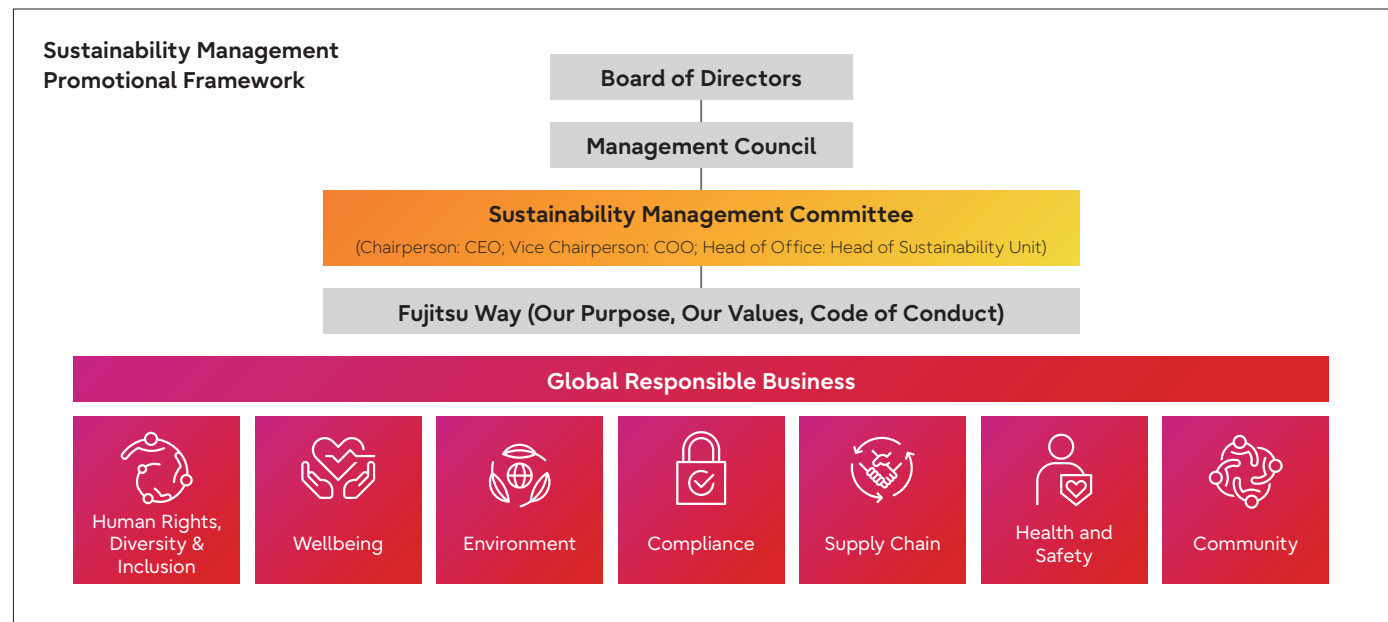 Sustainability Management
Promotional Framework
Board of Directors
Management Council
Sustainability Management Committee
(Chairperson: CEO; Vice Chairperson: COO; Head of Office: Head of Sustainability Unit)
Fujitsu Way (Our Purpose, Our Values, Code of Conduct)
Global Responsible Business
Human Rights,
Diversity &
Inclusion
Wellbeing
Environment
Compliance
Supply Chain
Health and
Safety
Community